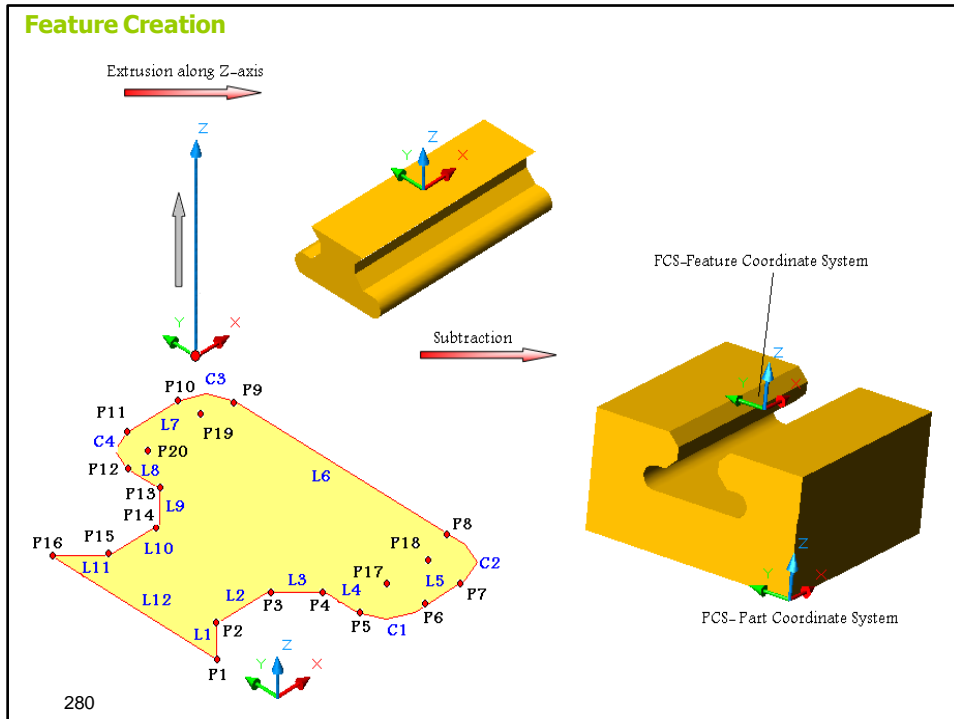 Feature Creation
Extrusion along Z-axis
Z
Y
X
Z
Y
X
FCS-Feature Coordinate System
Subtraction
Z
Y
X
C3
P10
P9
P11
L7
P19
C4
P20
P12
L8
L6
P13
L9
P14
P8
P16
P15
L10
P18
C2
L11
P17
L3
L4
L5
P7
L12
L2
P3
P4
P5
P6
C1
L1
P2
P1
Z
Y
X
Z
Y
X
PCS- Part Coordinate System
280